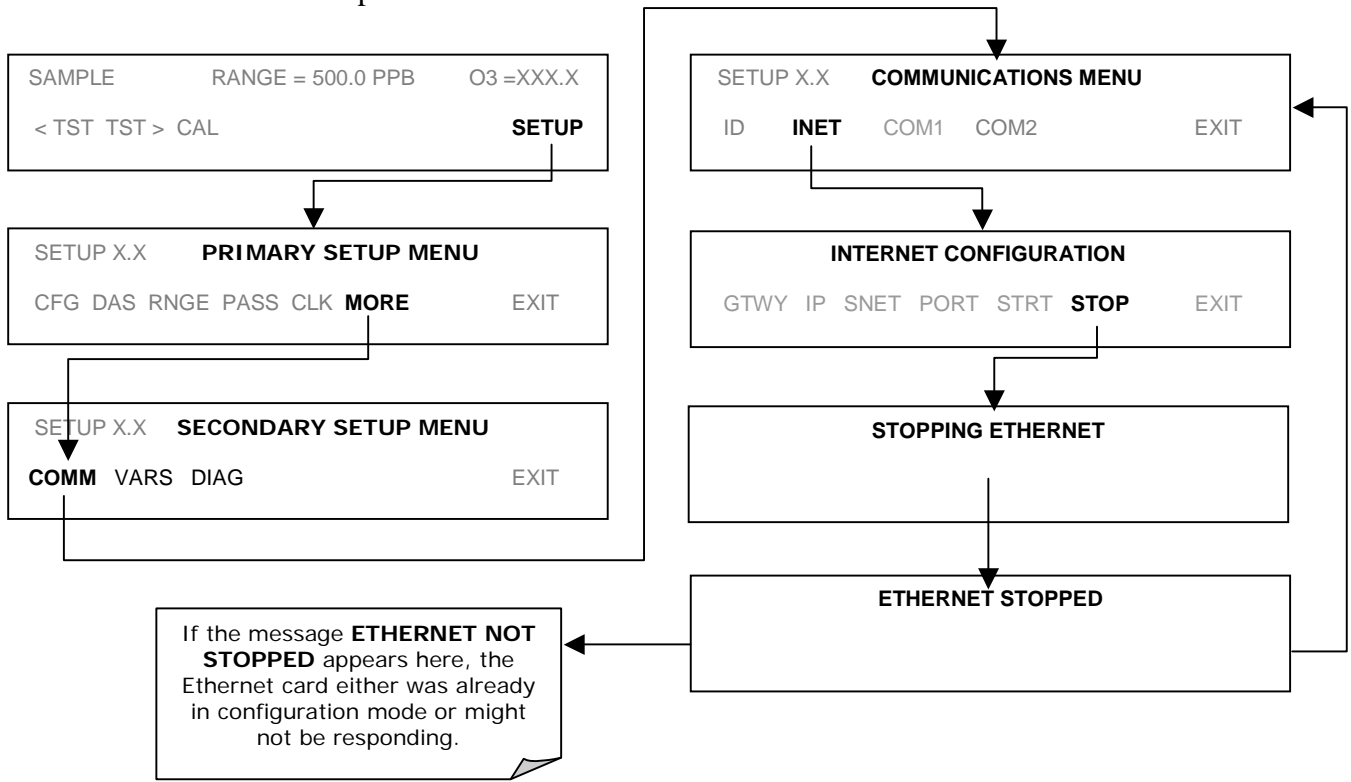 SAMPLE RANGE = 500.0 PPB O3 =XXX.X
< TST TST > CAL SETUP
SETUP X.X PRIMARY SETUP MENU
CFG DAS RNGE PASS CLK MORE EXIT
SETUP X.X SECONDARY SETUP MENU
COMM VARS DIAG EXIT
SETUP X.X COMMUNICATIONS MENU
ID INET COM1 COM2 EXIT
INTERNET CONFIGURATION
GTWY IP SNET PORT STRT STOP EXIT
STOPPING ETHERNET
ETHERNET STOPPED
If the message ETHERNET NOT
STOPPED appears here, the
Ethernet card either was already
in configuration mode or might
not be responding.